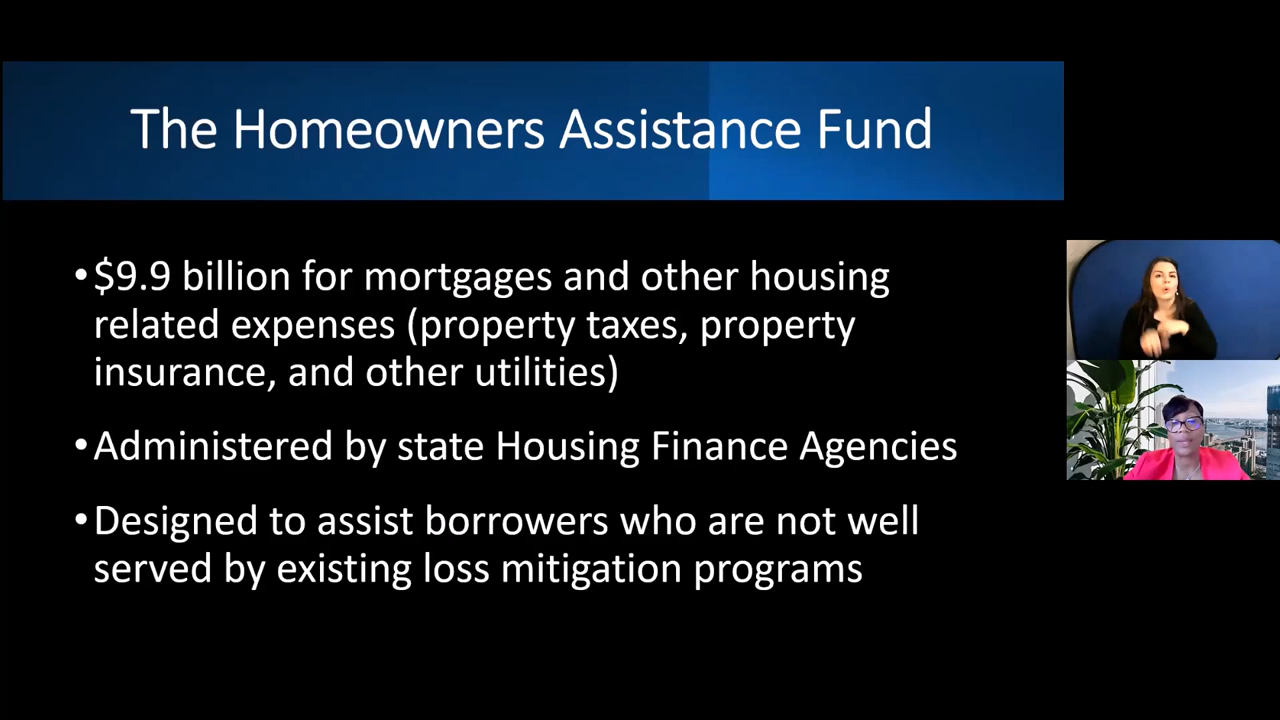 The Homeowners Assistance Fund
•$9.9 billion for mortgages and other housing
related expenses (property taxes, property
insurance, and other utilities)
•Administered by state Housing Finance Agencies
•Designed to assist borrowers who are not well
served by existing loss mitigation programs